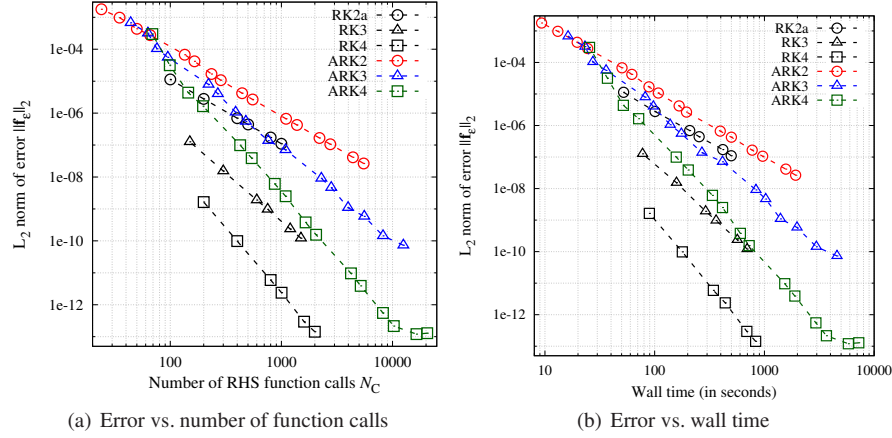 L2 norm of error ||fε||2
1e-04
1e-06
1e-08
1e-10
1e-12
100
1000
10000
Number of RHS function calls NC
RK2a
RK3
RK4
ARK2
ARK3
ARK4
(a) Error vs. number of function calls
L2 norm of error ||fε||2
1e-04
1e-06
1e-08
1e-10
1e-12
10
100
1000
10000
Wall time (in seconds)
RK2a
RK3
RK4
ARK2
ARK3
ARK4
(b) Error vs. wall time